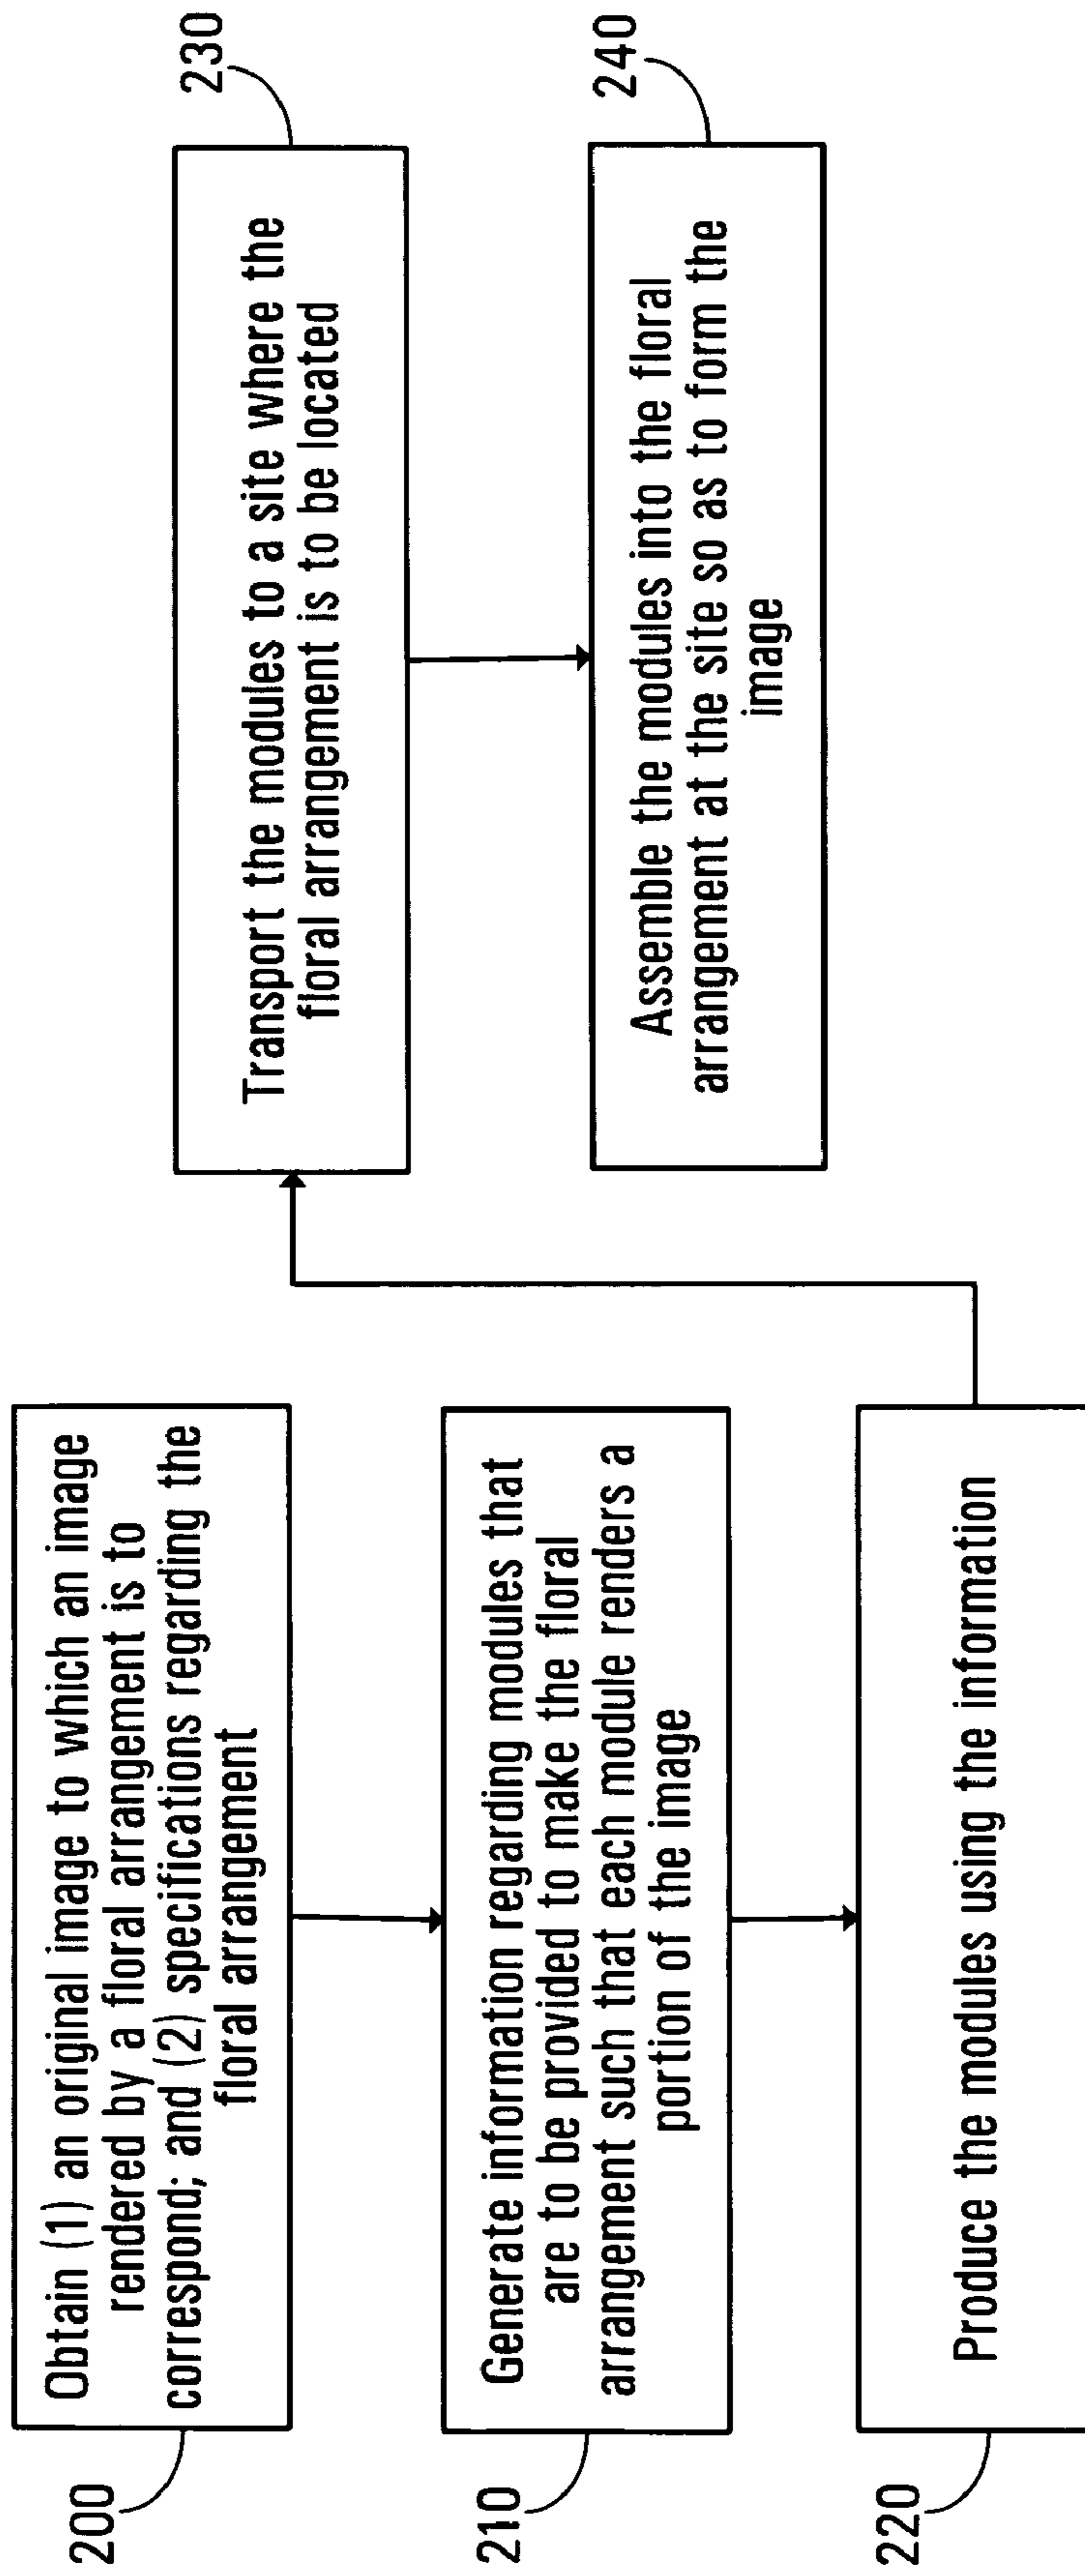 200
Obtain (1) an original image to which an image
rendered by a floral arrangement is to
correspond; and (2) specifications regarding the
floral arrangement
210
Generate information regarding modules that
are to be provided to make the floral
arrangement such that each module renders a
portion of the image
220
Produce the modules using the information
230
Transport the modules to a site where the
floral arrangement is to be located
240
Assemble the modules into the floral
arrangement at the site so as to form the
image